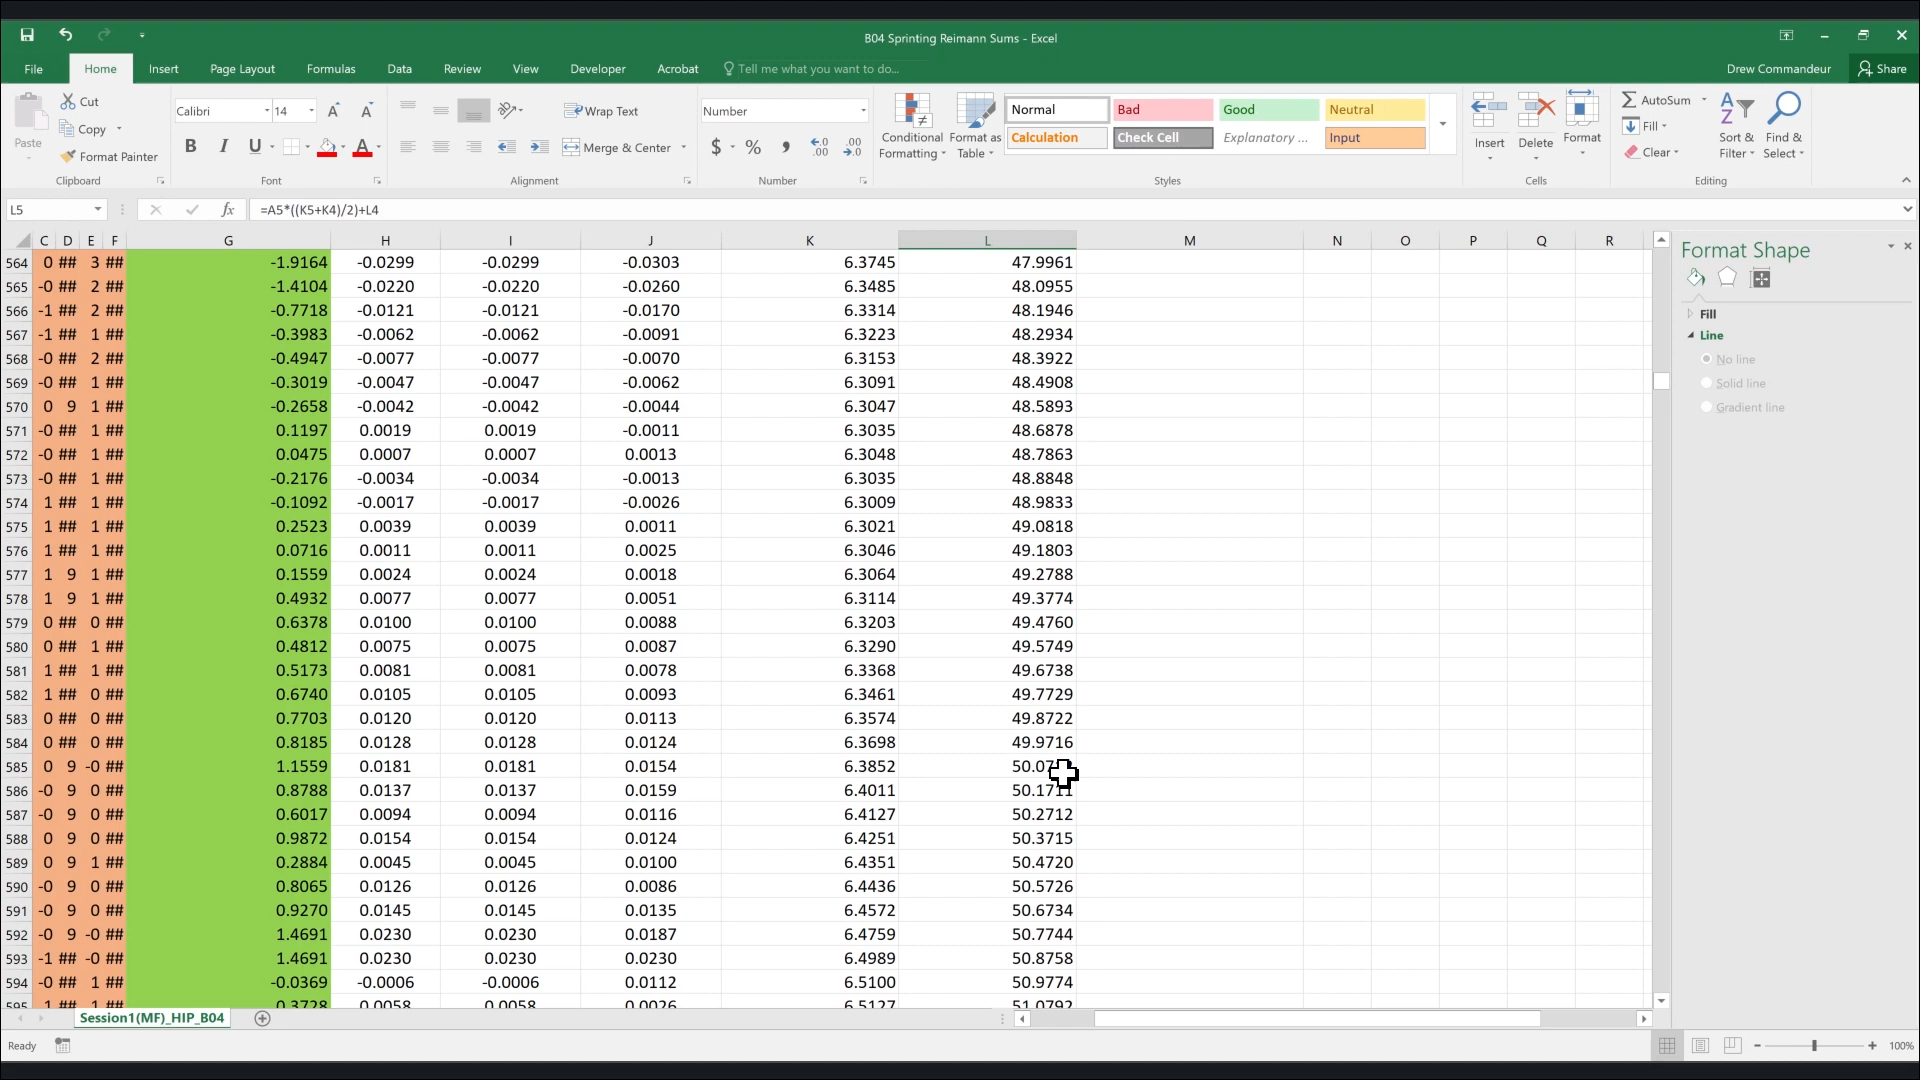 B04 Sprinting Reimann Sums - Excel
File Home Insert Page Layout Formulas Data Review View Developer Acrobat Tell me what you want to do... Drew Commandeur Share
Paste Cut Copy Format Painter Clipboard
Calibri 14 B I U A Font
Wrap Text Merge & Center Alignment
Number $ % , Number
Conditional Formatting Format as Table Normal Bad Good Neutral Calculation Check Cell Explanatory ... Input Styles
Insert Delete Format Cells
AutoSum Fill Clear Sort & Filter Find & Select Editing
L5 fx =A5*((K5+K4)/2)+L4
C D E F G H I J K L M N O P Q R
564 0 ## 3 ## -1.9164 -0.0299 -0.0299 -0.0303 6.3745 47.9961
565 -0 ## 2 ## -1.4104 -0.0220 -0.0220 -0.0260 6.3485 48.0955
566 -1 ## 2 ## -0.7718 -0.0121 -0.0121 -0.0170 6.3314 48.1946
567 -1 ## 1 ## -0.3983 -0.0062 -0.0062 -0.0091 6.3223 48.2934
568 -0 ## 2 ## -0.4947 -0.0077 -0.0077 -0.0070 6.3153 48.3922
569 -0 ## 1 ## -0.3019 -0.0047 -0.0047 -0.0062 6.3091 48.4908
570 0 9 1 ## -0.2658 -0.0042 -0.0042 -0.0044 6.3047 48.5893
571 -0 ## 1 ## 0.1197 0.0019 0.0019 -0.0011 6.3035 48.6878
572 -0 ## 1 ## 0.0475 0.0007 0.0007 0.0013 6.3048 48.7863
573 -0 ## 1 ## -0.2176 -0.0034 -0.0034 -0.0013 6.3035 48.8848
574 1 ## 1 ## -0.1092 -0.0017 -0.0017 -0.0026 6.3009 48.9833
575 1 ## 1 ## 0.2523 0.0039 0.0039 0.0011 6.3021 49.0818
576 1 ## 1 ## 0.0716 0.0011 0.0011 0.0025 6.3046 49.1803
577 1 9 1 ## 0.1559 0.0024 0.0024 0.0018 6.3064 49.2788
578 1 9 1 ## 0.4932 0.0077 0.0077 0.0051 6.3114 49.3774
579 0 ## 0 ## 0.6378 0.0100 0.0100 0.0088 6.3203 49.4760
580 0 ## 1 ## 0.4812 0.0075 0.0075 0.0087 6.3290 49.5749
581 1 ## 1 ## 0.5173 0.0081 0.0081 0.0078 6.3368 49.6738
582 1 ## 0 ## 0.6740 0.0105 0.0105 0.0093 6.3461 49.7729
583 0 ## 0 ## 0.7703 0.0120 0.0120 0.0113 6.3574 49.8722
584 0 ## 0 ## 0.8185 0.0128 0.0128 0.0124 6.3698 49.9716
585 0 9 -0 ## 1.1559 0.0181 0.0181 0.0154 6.3852
586 -0 9 0 ## 0.8788 0.0137 0.0137 0.0159 6.4011 50.1711
587 -0 9 0 ## 0.6017 0.0094 0.0094 0.0116 6.4127 50.2712
588 0 9 0 ## 0.9872 0.0154 0.0154 0.0124 6.4251 50.3715
589 0 9 1 ## 0.2884 0.0045 0.0045 0.0100 6.4351 50.4720
590 -0 9 0 ## 0.8065 0.0126 0.0126 0.0086 6.4436 50.5726
591 -0 9 0 ## 0.9270 0.0145 0.0145 0.0135 6.4572 50.6734
592 -0 9 -0 ## 1.4691 0.0230 0.0230 0.0187 6.4759 50.7744
593 -1 ## -0 ## 1.4691 0.0230 0.0230 0.0230 6.4989 50.8758
594 -0 ## 1 ## -0.0369 -0.0006 -0.0006 0.0112 6.5100 50.9774
595 1 ## 1 ## 0.3728 0.0058 0.0058 0.0026 6.5127 51.0792
Format Shape
Fill
Line
No line
Solid line
Gradient line
Session1(MF)_HIP_B04
Ready 100%